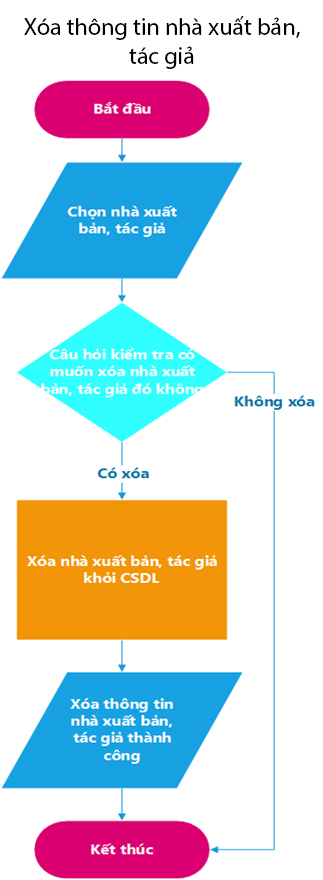 Xóa thông tin nhà xuất bản,
tác giả
Bắt đầu
Chọn nhà xuất
bản, tác giả
Câu hỏi kiểm tra có
muốn xóa nhà xuất
bản, tác giả đó không
Không xóa
Có xóa
Xóa nhà xuất bản, tác giả
khỏi CSDL
Xóa thông tin
nhà xuất bản,
tác giả thành
công
Kết thúc